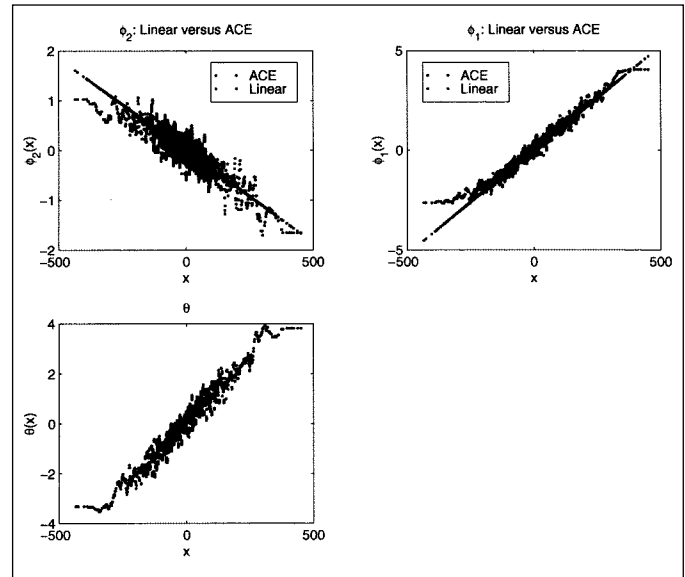 ϕ₂: Linear versus ACE
ϕ₁: Linear versus ACE
2
1
0
-1
-2
ϕ₂(x)
ACE
Linear
-500
0
500
x
5
0
-5
ϕ₁(x)
ACE
Linear
-500
0
500
x
θ
4
2
0
-2
-4
θ(x)
-500
0
500
x